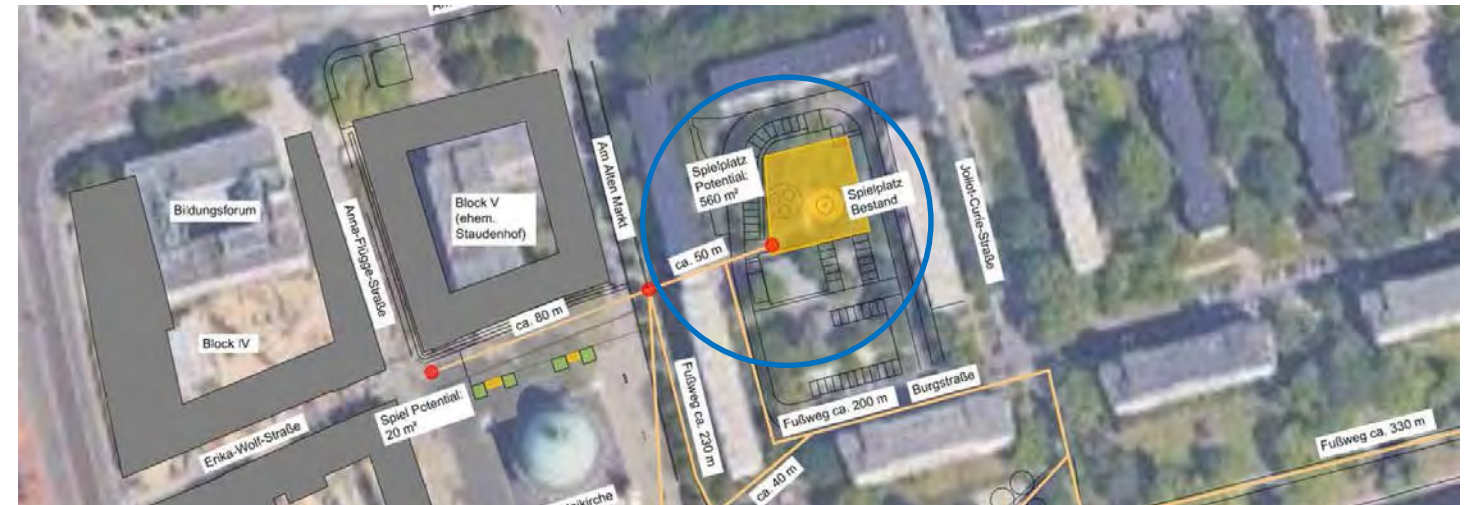 Am
Bildungsforum
Anna-Flügge-Straße
Block V
(ehem.
Staudenhof)
Am Alten Markt
Spielplatz
Potential:
560 m²
Spielplatz
Bestand
Joliot-Curie-Straße
ca. 50 m
ca. 80 m
Block IV
Spiel Potential:
20 m²
Erika-Wolf-Straße
Fußweg ca. 230 m
Fußweg ca. 200 m
Burgstraße
ca. 40 m
Fußweg ca. 330 m